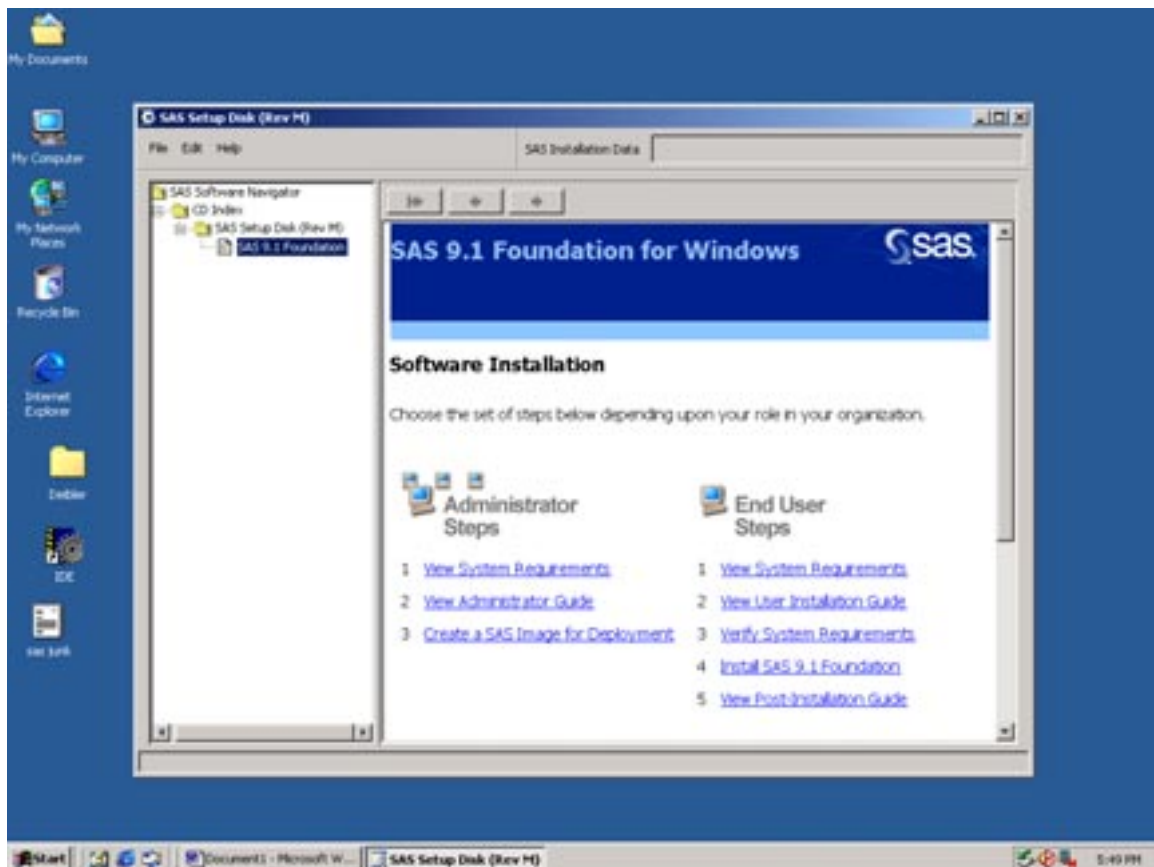 My Documents
My Computer
My Network
Places
Recycle Bin
Internet
Explorer
IDE
sas junk
SAS Setup Disk (Rev M)
File Edit Help
SAS Installation Data
SAS Software Navigator
CD Index
SAS Setup Disk (Rev M)
SAS 9.1 Foundation
SAS 9.1 Foundation for Windows
sas.
Software Installation
Choose the set of steps below depending upon your role in your organization.
Administrator
Steps
1 View System Requirements
2 View Administrator Guide
3 Create a SAS Image for Deployment
End User
Steps
1 View System Requirements
2 View User Installation Guide
3 Verify System Requirements
4 Install SAS 9.1 Foundation
5 View Post-Installation Guide
Start
Document1 - Microsoft W...
SAS Setup Disk (Rev M)
5:49 PM